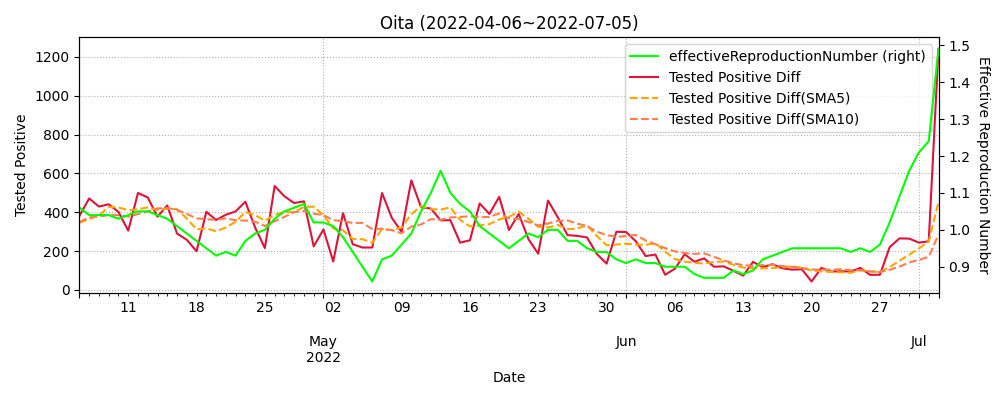 Oita (2022-04-06~2022-07-05)
effectiveReproductionNumber (right)
Tested Positive Diff
Tested Positive Diff(SMA5)
Tested Positive Diff(SMA10)
Tested Positive
1200
1000
800
600
400
200
0
Effective Reproduction Number
1.5
1.4
1.3
1.2
1.1
1.0
0.9
11 18 25 02 09 16 23 30 06 13 20 27
May Jun Jul
2022
Date